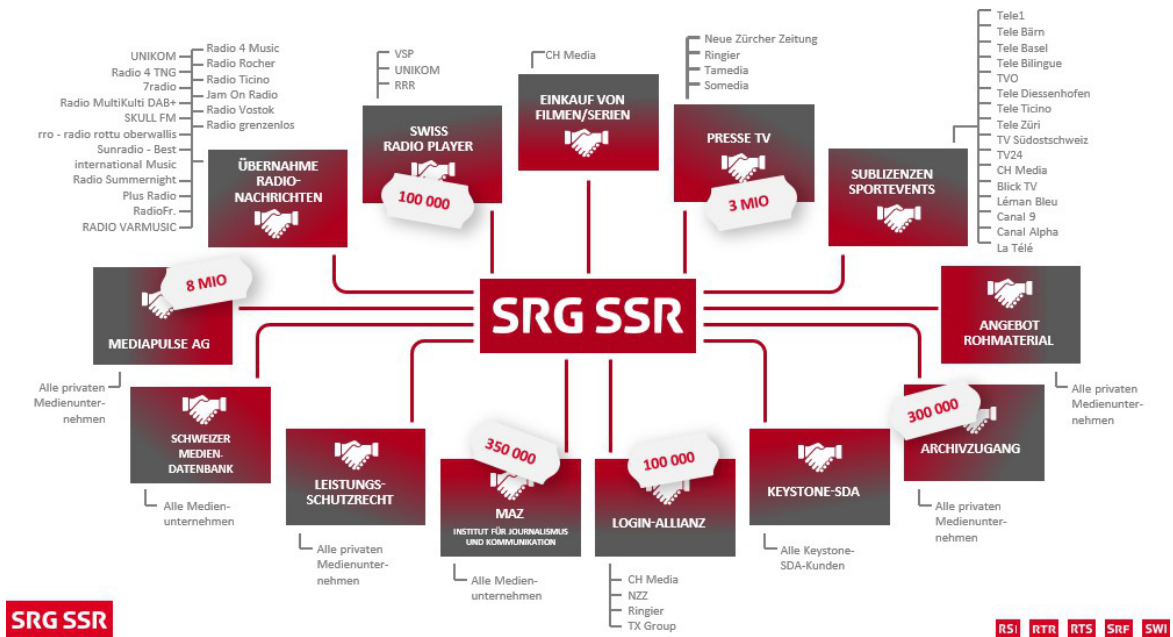 UNIKOM
Radio 4 TNG
7radio
Radio MultiKulti DAB+
SKULL FM
rro - radio rottu oberwallis
Sunradio - Best
international Music
Radio Summernight
Plus Radio
RadioFr.
RADIO VARMUSIC
Radio 4 Music
Radio Rocher
Radio Ticino
Jam On Radio
Radio Vostok
Radio grenzenlos
ÜBERNAHME
RADIO-
NACHRICHTEN
VSP
UNIKOM
RRR
SWISS
RADIO PLAYER
100 000
CH Media
EINKAUF VON
FILMEN/SERIEN
Neue Zürcher Zeitung
Ringier
Tamedia
Somedia
PRESSE TV
3 MIO
Tele1
Tele Bärn
Tele Basel
Tele Bilingue
TVO
Tele Diessenhofen
Tele Ticino
Tele Züri
TV Südostschweiz
TV24
CH Media
Blick TV
Léman Bleu
Canal 9
Canal Alpha
La Télé
SUBLIZENZEN
SPORTEVENTS
8 MIO
MEDIAPULSE AG
Alle privaten
Medienunter-
nehmen
SRG SSR
ANGEBOT
ROHMATERIAL
Alle privaten
Medienunter-
nehmen
SCHWEIZER
MEDIEN-
DATENBANK
Alle Medien-
unternehmen
LEISTUNGS-
SCHUTZRECHT
Alle privaten
Medienunter-
nehmen
350 000
MAZ
INSTITUT FÜR JOURNALISMUS
UND KOMMUNIKATION
Alle Medien-
unternehmen
100 000
LOGIN-ALLIANZ
CH Media
NZZ
Ringier
TX Group
KEYSTONE-SDA
Alle Keystone-
SDA-Kunden
300 000
ARCHIVZUGANG
Alle privaten
Medienunter-
nehmen
SRG SSR
RSI RTR RTS SRF SWI